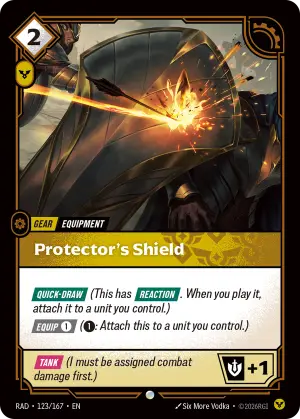 2
GEAR EQUIPMENT
Protector's Shield
QUICK-DRAW (This has REACTION. When you play it,
attach it to a unit you control.)
EQUIP 1 (1: Attach this to a unit you control.)
TANK (I must be assigned combat
damage first.)
+1
RAD • 123/167 • EN
Six More Vodka • ©2026RGI